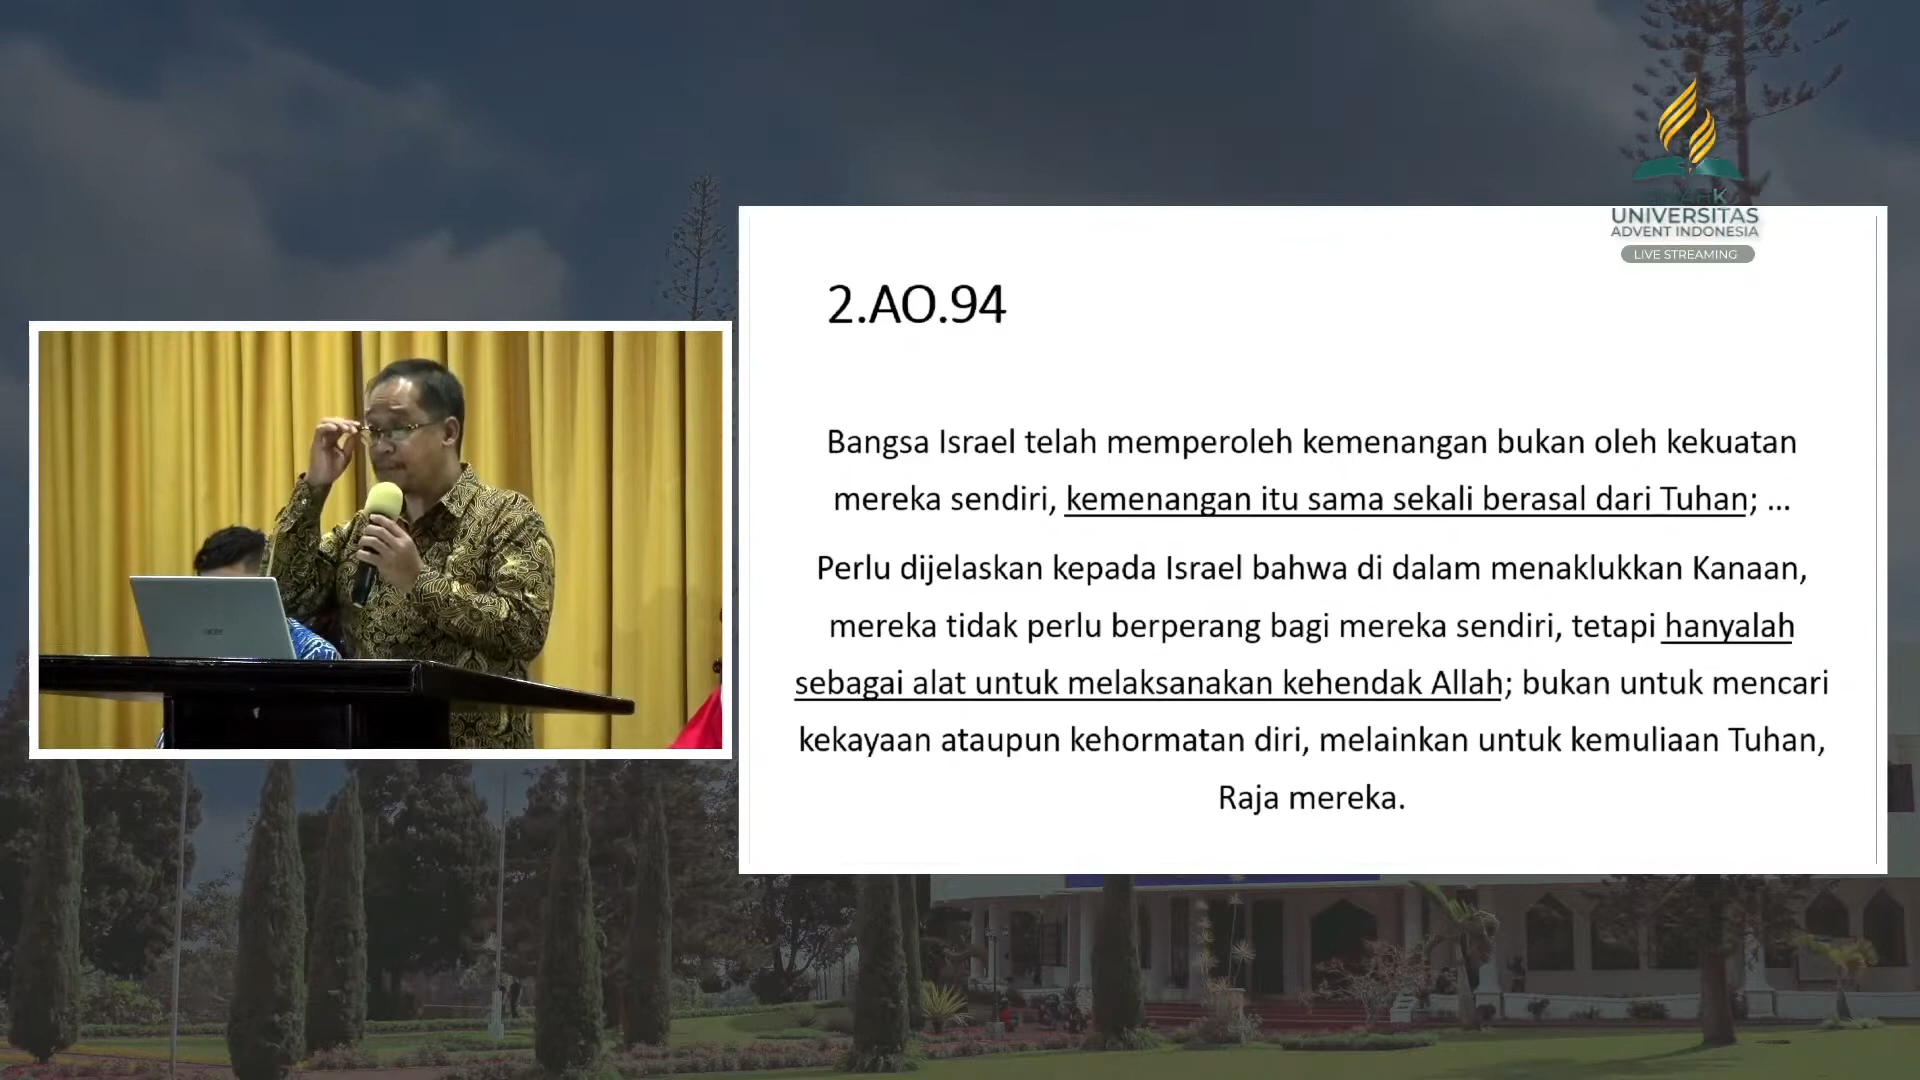 UNIVERSITAS
ADVENT INDONESIA
LIVE STREAMING
2.AO.94
Bangsa Israel telah memperoleh kemenangan bukan oleh kekuatan
mereka sendiri, kemenangan itu sama sekali berasal dari Tuhan; ...
Perlu dijelaskan kepada Israel bahwa di dalam menaklukkan Kanaan,
mereka tidak perlu berperang bagi mereka sendiri, tetapi hanyalah
sebagai alat untuk melaksanakan kehendak Allah; bukan untuk mencari
kekayaan ataupun kehormatan diri, melainkan untuk kemuliaan Tuhan,
Raja mereka.
acer